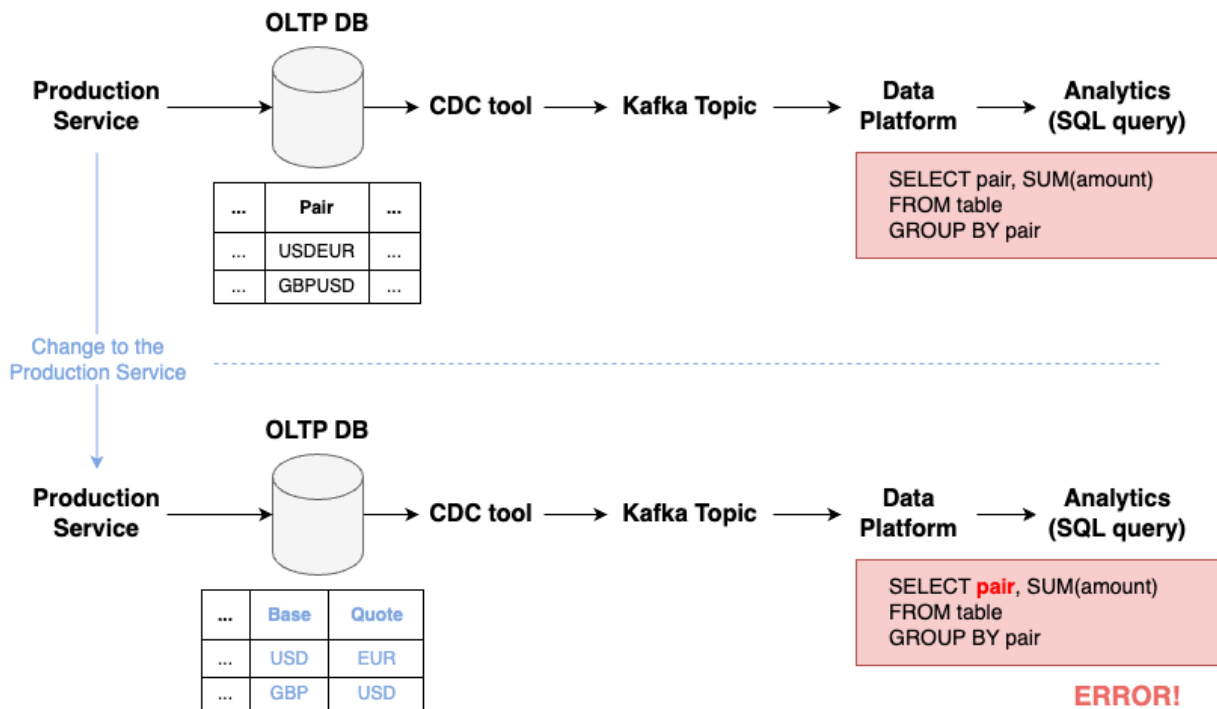 OLTP DB
Production
Service
CDC tool
Kafka Topic
Data
Platform
Analytics
(SQL query)
... Pair ...
... USDEUR ...
... GBPUSD ...
SELECT pair, SUM(amount)
FROM table
GROUP BY pair
Change to the
Production Service
OLTP DB
Production
Service
CDC tool
Kafka Topic
Data
Platform
Analytics
(SQL query)
... Base Quote
... USD EUR
... GBP USD
SELECT pair, SUM(amount)
FROM table
GROUP BY pair
ERROR!